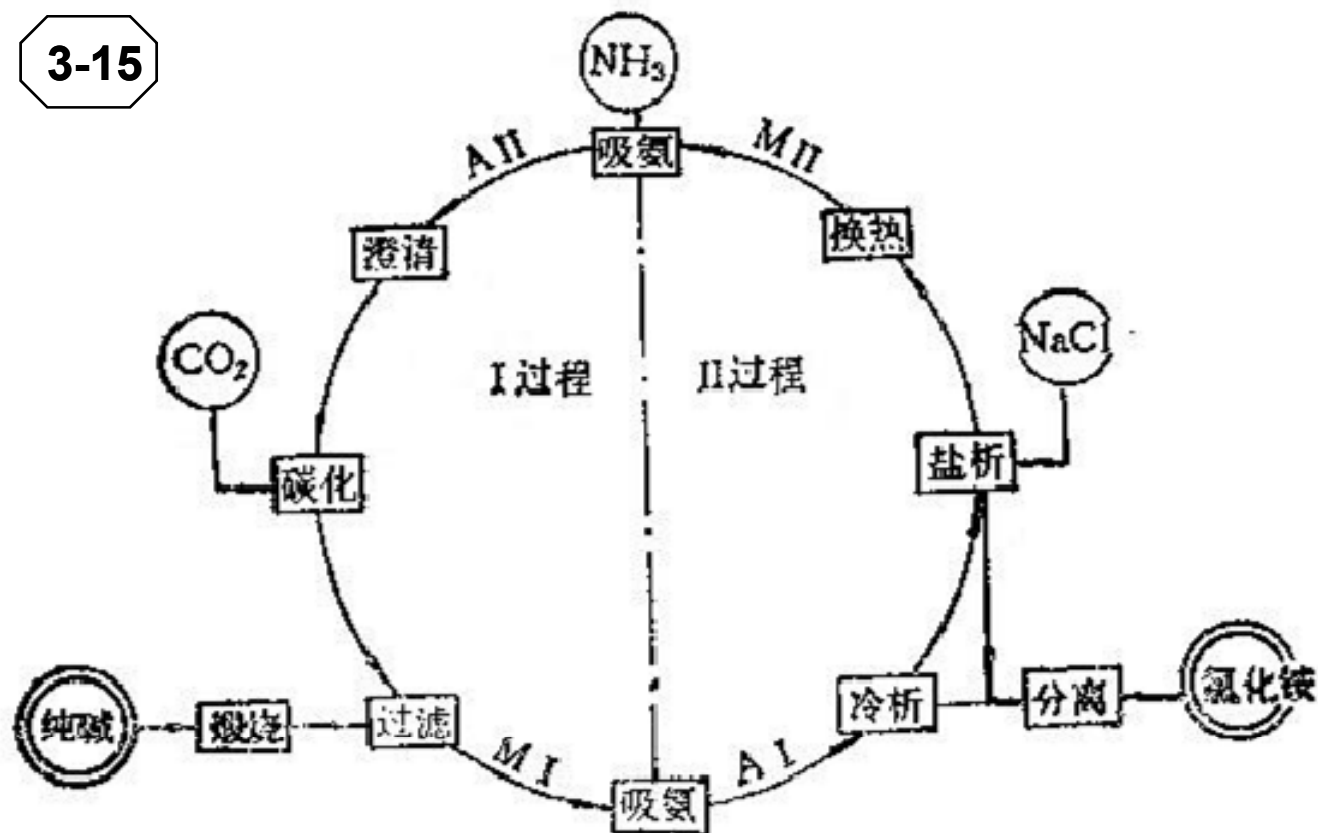 3-15
NH₃
吸氨
AII
MII
澄清
换热
CO₂
NaCl
I过程
II过程
碳化
盐析
纯碱
煅烧
过滤
冷析
分离
氯化铵
MI
AI
吸氨